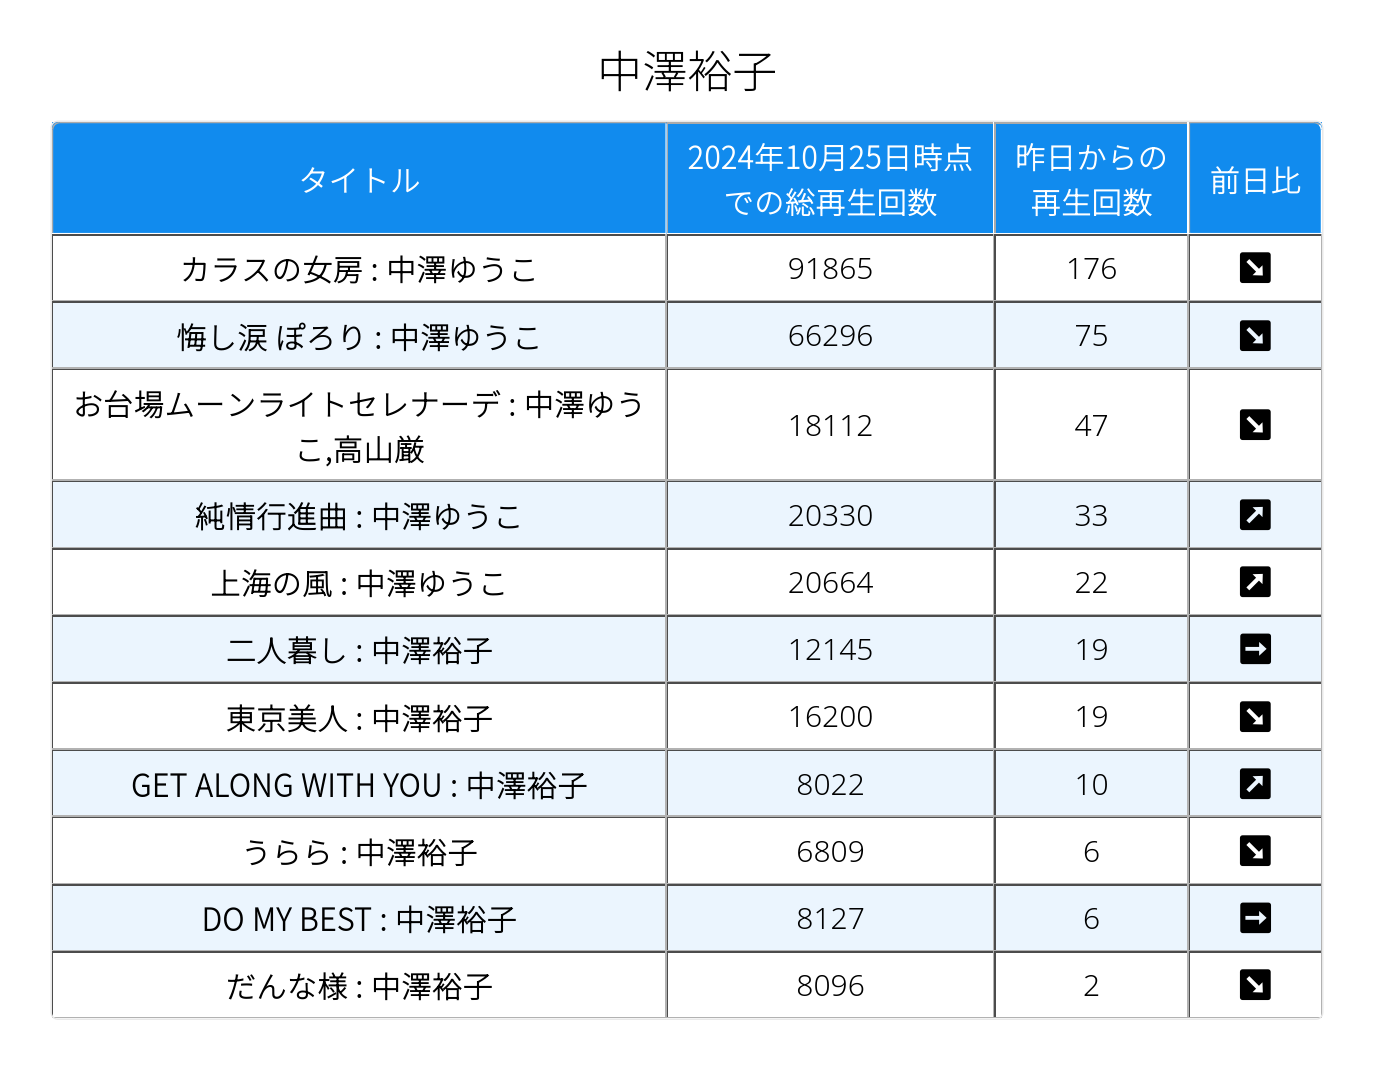 中澤裕子
タイトル
2024年10月25日時点
での総再生回数
昨日からの
再生回数
前日比
カラスの女房 : 中澤ゆうこ 91865 176 ↘
悔し涙 ぽろり : 中澤ゆうこ 66296 75 ↘
お台場ムーンライトセレナーデ : 中澤ゆう
こ,高山厳 18112 47 ↘
純情行進曲 : 中澤ゆうこ 20330 33 ↗
上海の風 : 中澤ゆうこ 20664 22 ↗
二人暮し : 中澤裕子 12145 19 →
東京美人 : 中澤裕子 16200 19 ↘
GET ALONG WITH YOU : 中澤裕子 8022 10 ↗
うらら : 中澤裕子 6809 6 ↘
DO MY BEST : 中澤裕子 8127 6 →
だんな様 : 中澤裕子 8096 2 ↘